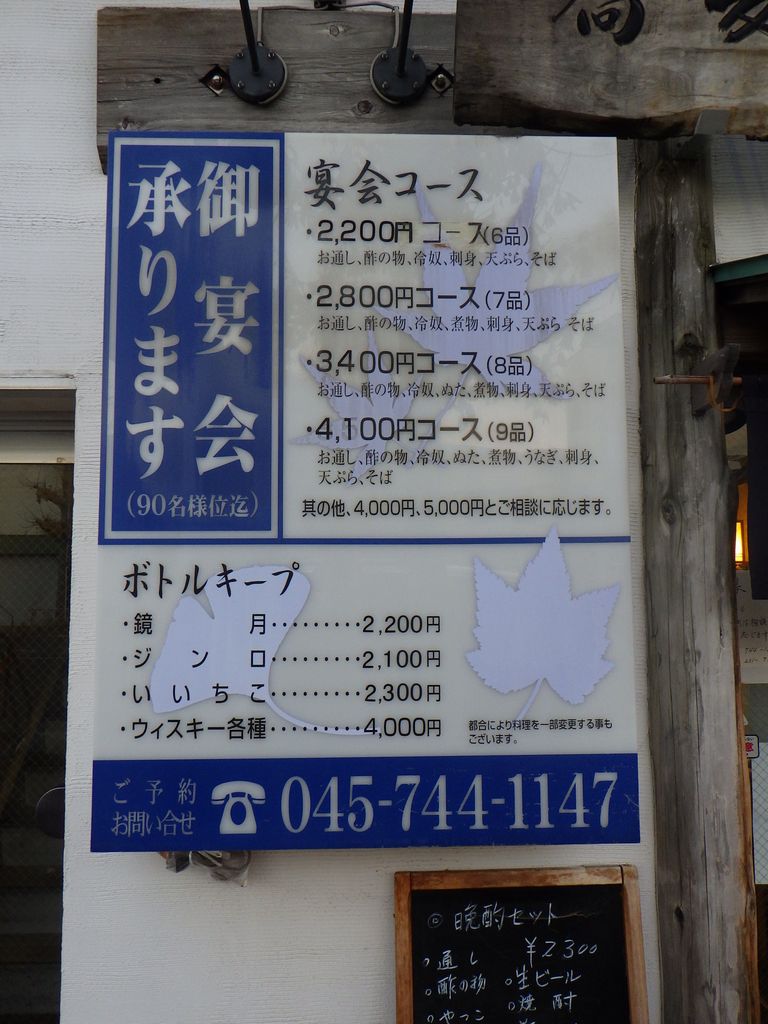 御宴会
承ります
(90名様位迄)
宴会コース
・2,200円コース(6品)
お通し、酢の物、冷奴、刺身、天ぷら、そば
・2,800円コース(7品)
お通し、酢の物、冷奴、煮物、刺身、天ぷら そば
・3,400円コース(8品)
お通し、酢の物、冷奴、ぬた、煮物、刺身、天ぷら、そば
・4,100円コース(9品)
お通し、酢の物、冷奴、ぬた、煮物、うなぎ、刺身、
天ぷら、そば
其の他、4,000円、5,000円とご相談に応じます。
ボトルキープ
・鏡月………2,200円
・ジンロ………2,100円
・いいちこ………2,300円
・ウィスキー各種………4,000円
都合により料理を一部変更する事も
ございます。
ご予約
お問い合せ
☎045-744-1147
◎晩酌セット
¥2300
。通し
。酢の物 。生ビール
。やっこ 。焼酎